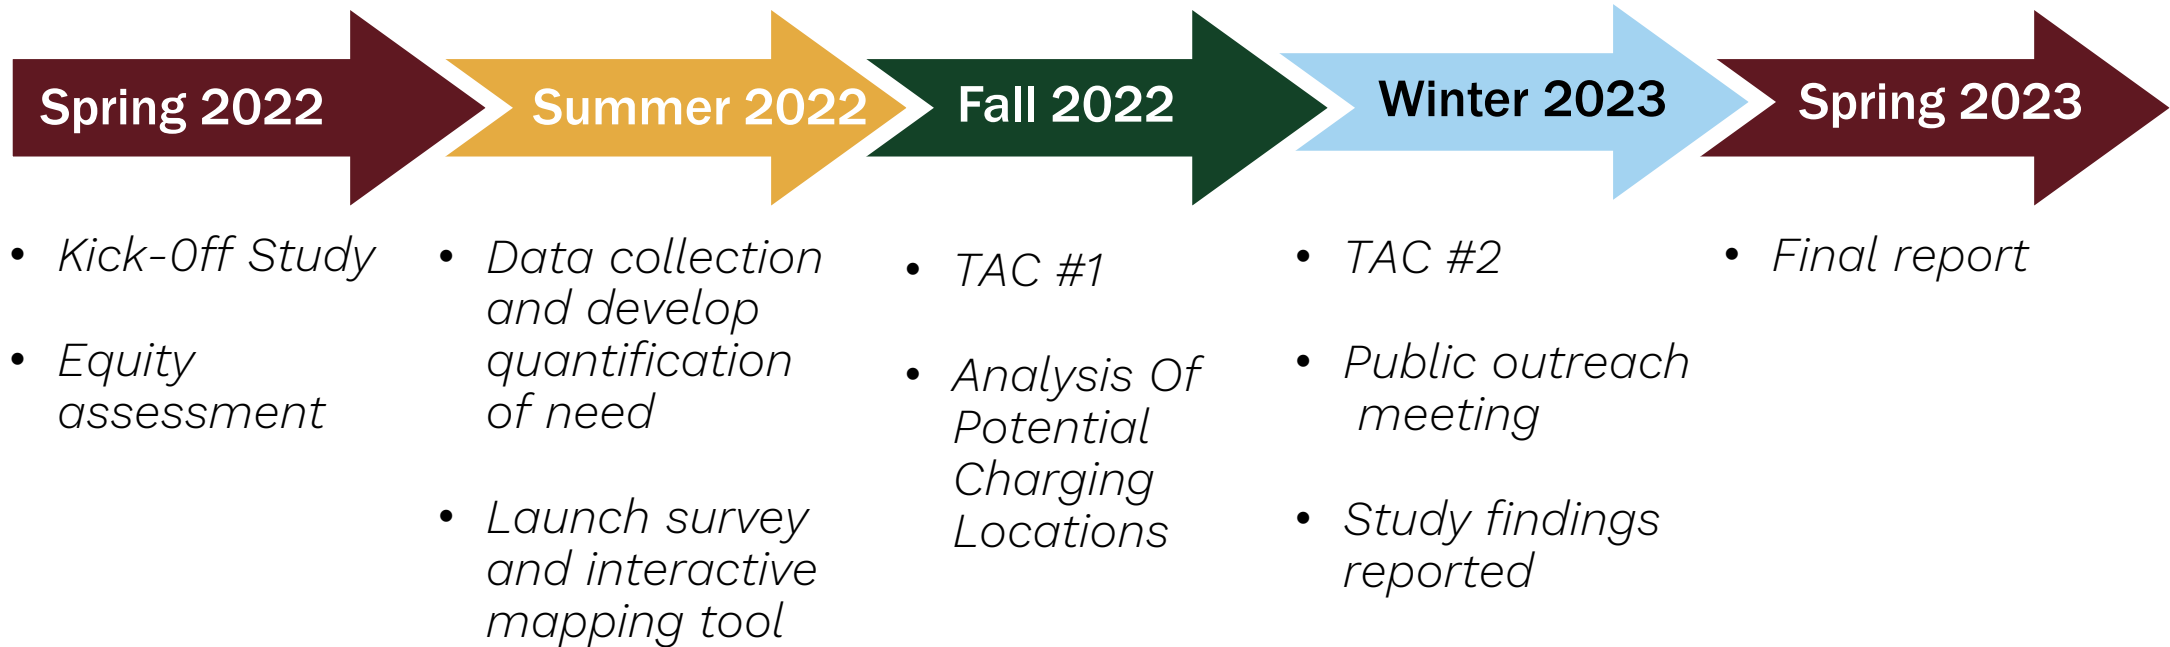 Spring 2022
• Kick-Off Study
• Equity
assessment
Summer 2022
• Data collection
and develop
quantification
of need
• Launch survey
and interactive
mapping tool
Fall 2022
• TAC #1
• Analysis Of
Potential
Charging
Locations
Winter 2023
• TAC #2
• Public outreach
meeting
• Study findings
reported
Spring 2023
• Final report